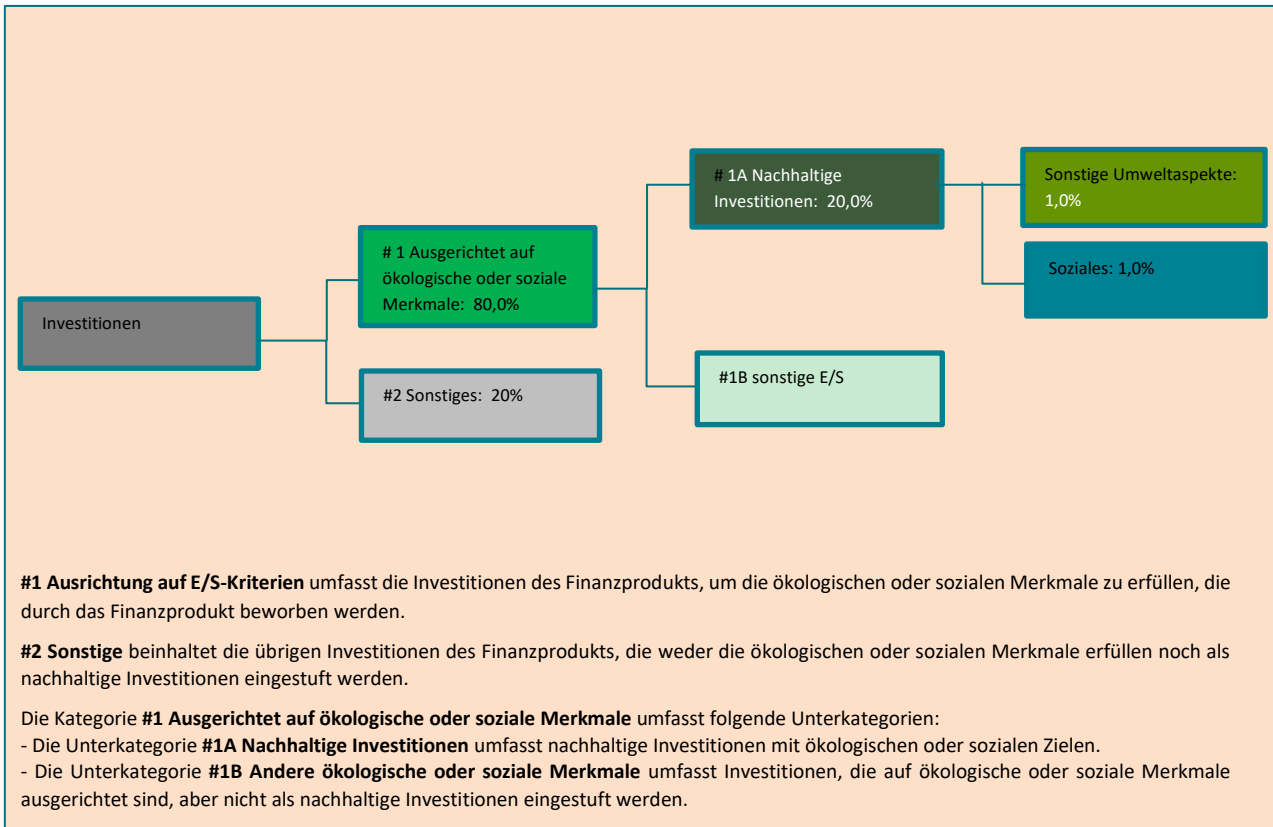 # 1A Nachhaltige
Investitionen:  20,0%
Sonstige Umweltaspekte:
1,0%
# 1 Ausgerichtet auf
ökologische oder soziale
Merkmale:  80,0%
Soziales: 1,0%
Investitionen
#2 Sonstiges:  20%
#1B sonstige E/S
#1 Ausrichtung auf E/S-Kriterien umfasst die Investitionen des Finanzprodukts, um die ökologischen oder sozialen Merkmale zu erfüllen, die
durch das Finanzprodukt beworben werden.
#2 Sonstige beinhaltet die übrigen Investitionen des Finanzprodukts, die weder die ökologischen oder sozialen Merkmale erfüllen noch als
nachhaltige Investitionen eingestuft werden.
Die Kategorie #1 Ausgerichtet auf ökologische oder soziale Merkmale umfasst folgende Unterkategorien:
- Die Unterkategorie #1A Nachhaltige Investitionen umfasst nachhaltige Investitionen mit ökologischen oder sozialen Zielen.
- Die Unterkategorie #1B Andere ökologische oder soziale Merkmale umfasst Investitionen, die auf ökologische oder soziale Merkmale
ausgerichtet sind, aber nicht als nachhaltige Investitionen eingestuft werden.